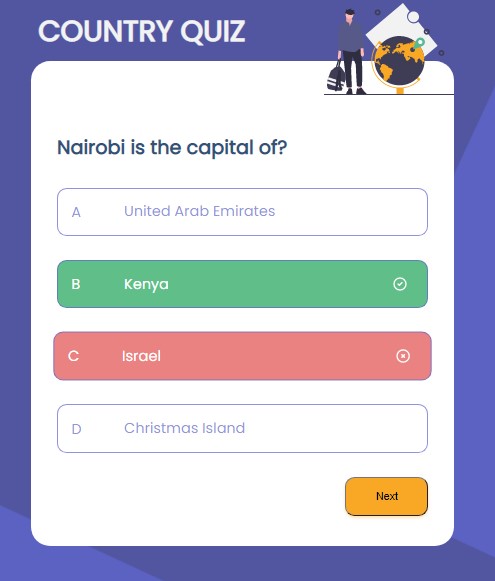 COUNTRY QUIZ
Nairobi is the capital of?
A United Arab Emirates
B Kenya
C Israel
D Christmas Island
Next